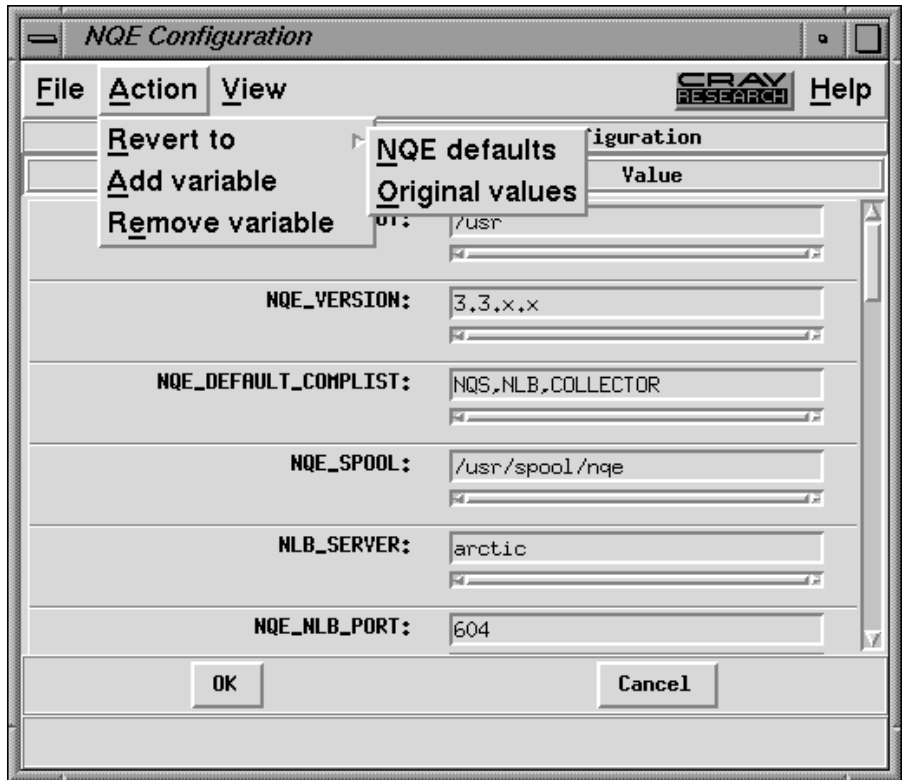 NQE Configuration
File Action View CRAY RESEARCH Help
iguration
Revert to
NQE defaults
Value
Add variable
Original values
Remove variable
OT: /usr
NQE_VERSION: 3.3.x.x
NQE_DEFAULT_COMPLIST: NQS,NLB,COLLECTOR
NQE_SPOOL: /usr/spool/nqe
NLB_SERVER: arctic
NQE_NLB_PORT: 604
OK Cancel